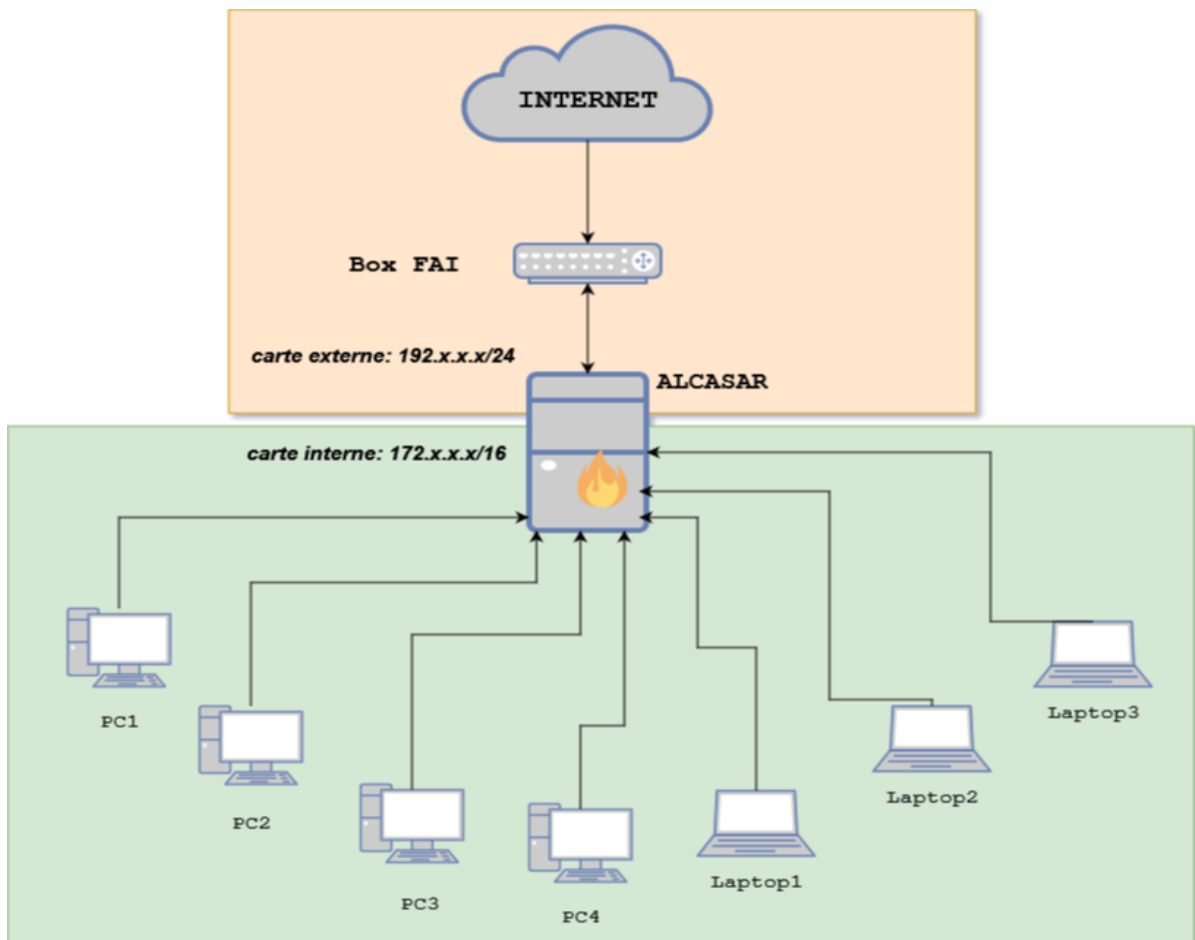 INTERNET
Box FAI
carte externe: 192.x.x.x/24
ALCASAR
carte interne: 172.x.x.x/16
PC1
PC2
PC3
PC4
Laptop1
Laptop2
Laptop3